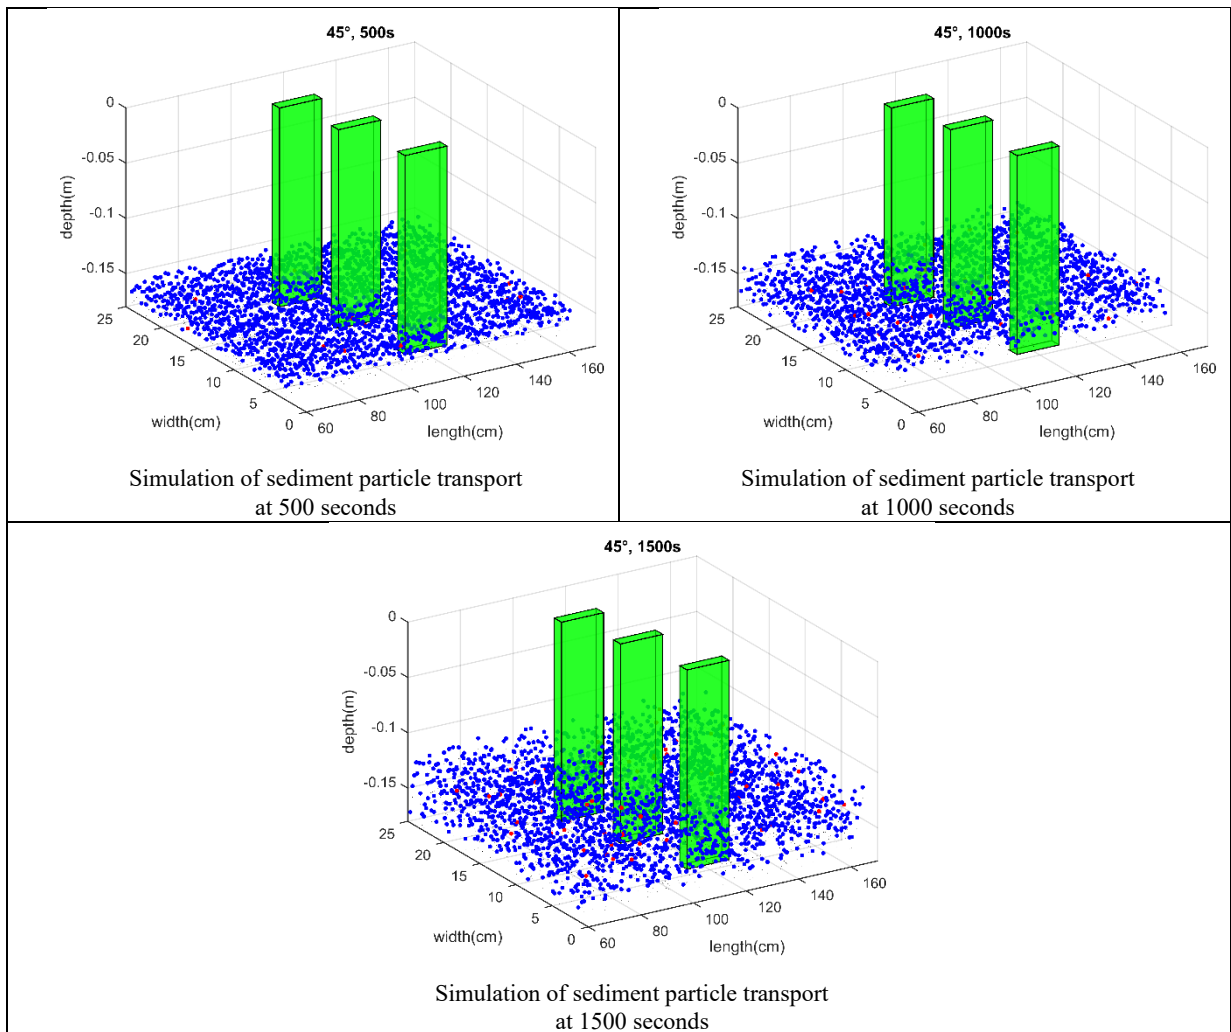 45°, 500s
0
-0.05
-0.1
-0.15
depth(m)
25
20
15
10
5
0
width(cm)
60
80
100
120
140
160
length(cm)
Simulation of sediment particle transport
at 500 seconds
45°, 1000s
0
-0.05
-0.1
-0.15
depth(m)
25
20
15
10
5
0
width(cm)
60
80
100
120
140
160
length(cm)
Simulation of sediment particle transport
at 1000 seconds
45°, 1500s
0
-0.05
-0.1
-0.15
depth(m)
25
20
15
10
5
0
width(cm)
60
80
100
120
140
160
length(cm)
Simulation of sediment particle transport
at 1500 seconds